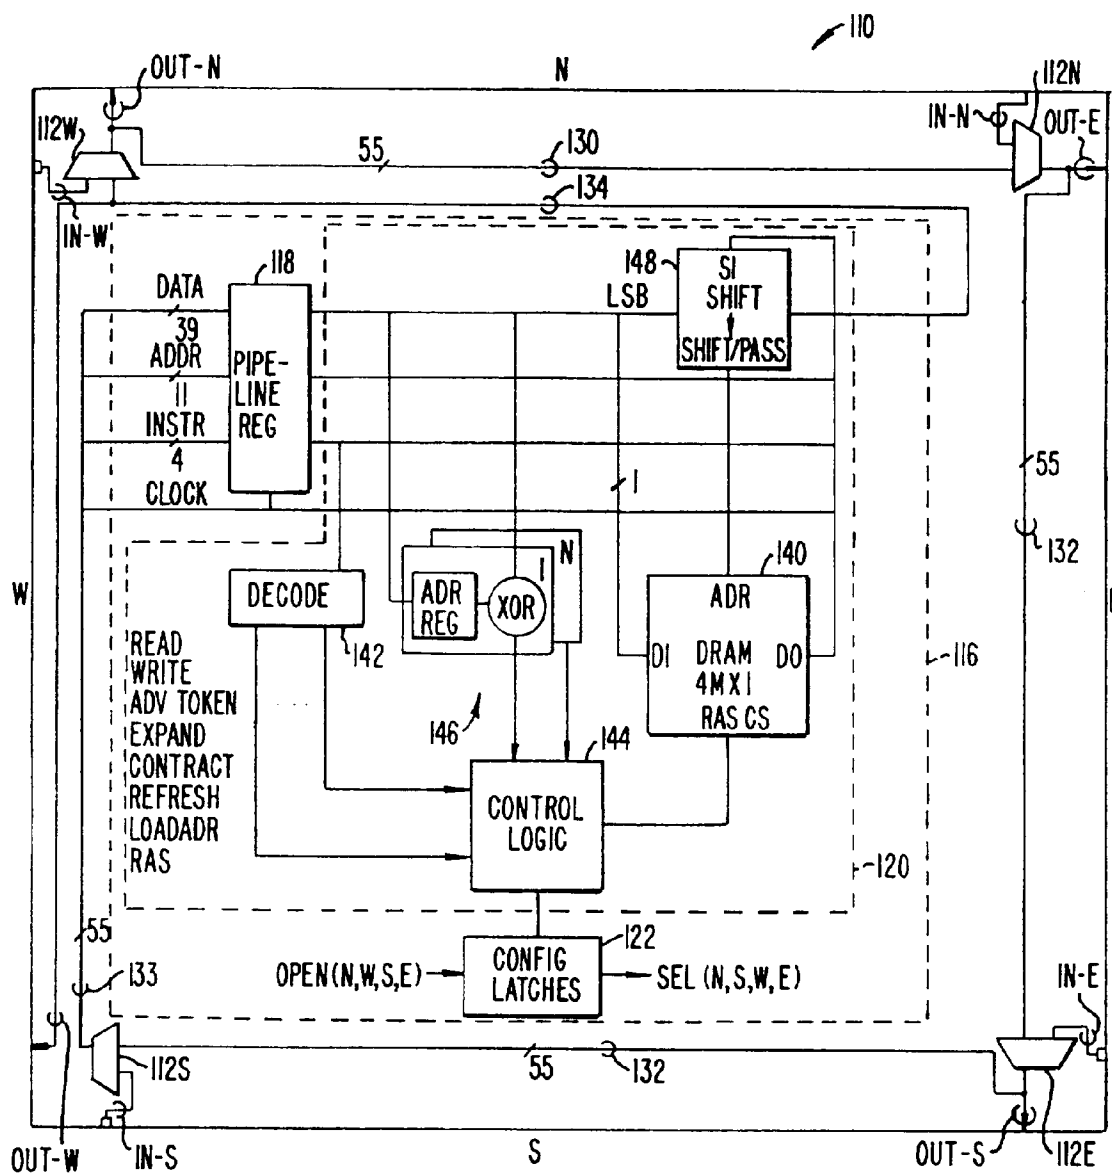 110
OUT-N
N
112N
112W
IN-N
OUT-E
55
130
134
IN-W
118
148
SI
SHIFT
SHIFT/PASS
LSB
DATA
39
ADDR
11
INSTR
4
CLOCK
PIPE-
LINE
REG
1
55
132
W
DECODE
142
ADR
REG
XOR
1
N
140
ADR
DI
DRAM
DO
4MX1
RAS CS
116
READ
WRITE
ADV TOKEN
EXPAND
CONTRACT
REFRESH
LOADADR
RAS
146
144
CONTROL
LOGIC
120
55
133
122
OPEN (N,W,S,E)
CONFIG
LATCHES
SEL (N,S,W,E)
IN-E
112S
55
132
OUT-W
IN-S
S
OUT-S
112E